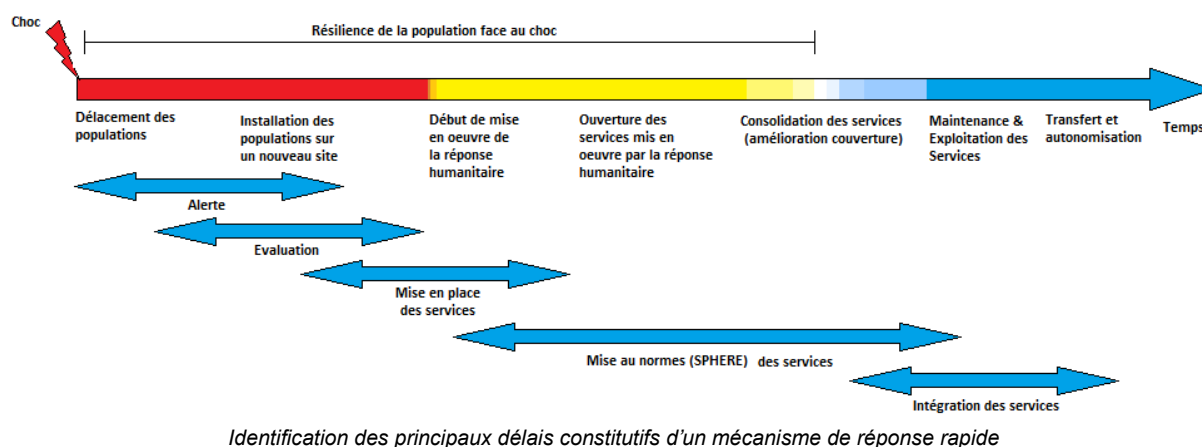 Choc
Résilience de la population face au choc
Délacement des
populations
Installation des
populations sur
un nouveau site
Début de mise
en oeuvre de
la réponse
humanitaire
Ouverture des
services mis en
oeuvre par la réponse
humanitaire
Consolidation des services
(amélioration couverture)
Maintenance &
Exploitation des
Services
Transfert et
autonomisation
Temps
Alerte
Evaluation
Mise en place
des services
Mise au normes (SPHERE) des services
Intégration des services
Identification des principaux délais constitutifs d'un mécanisme de réponse rapide